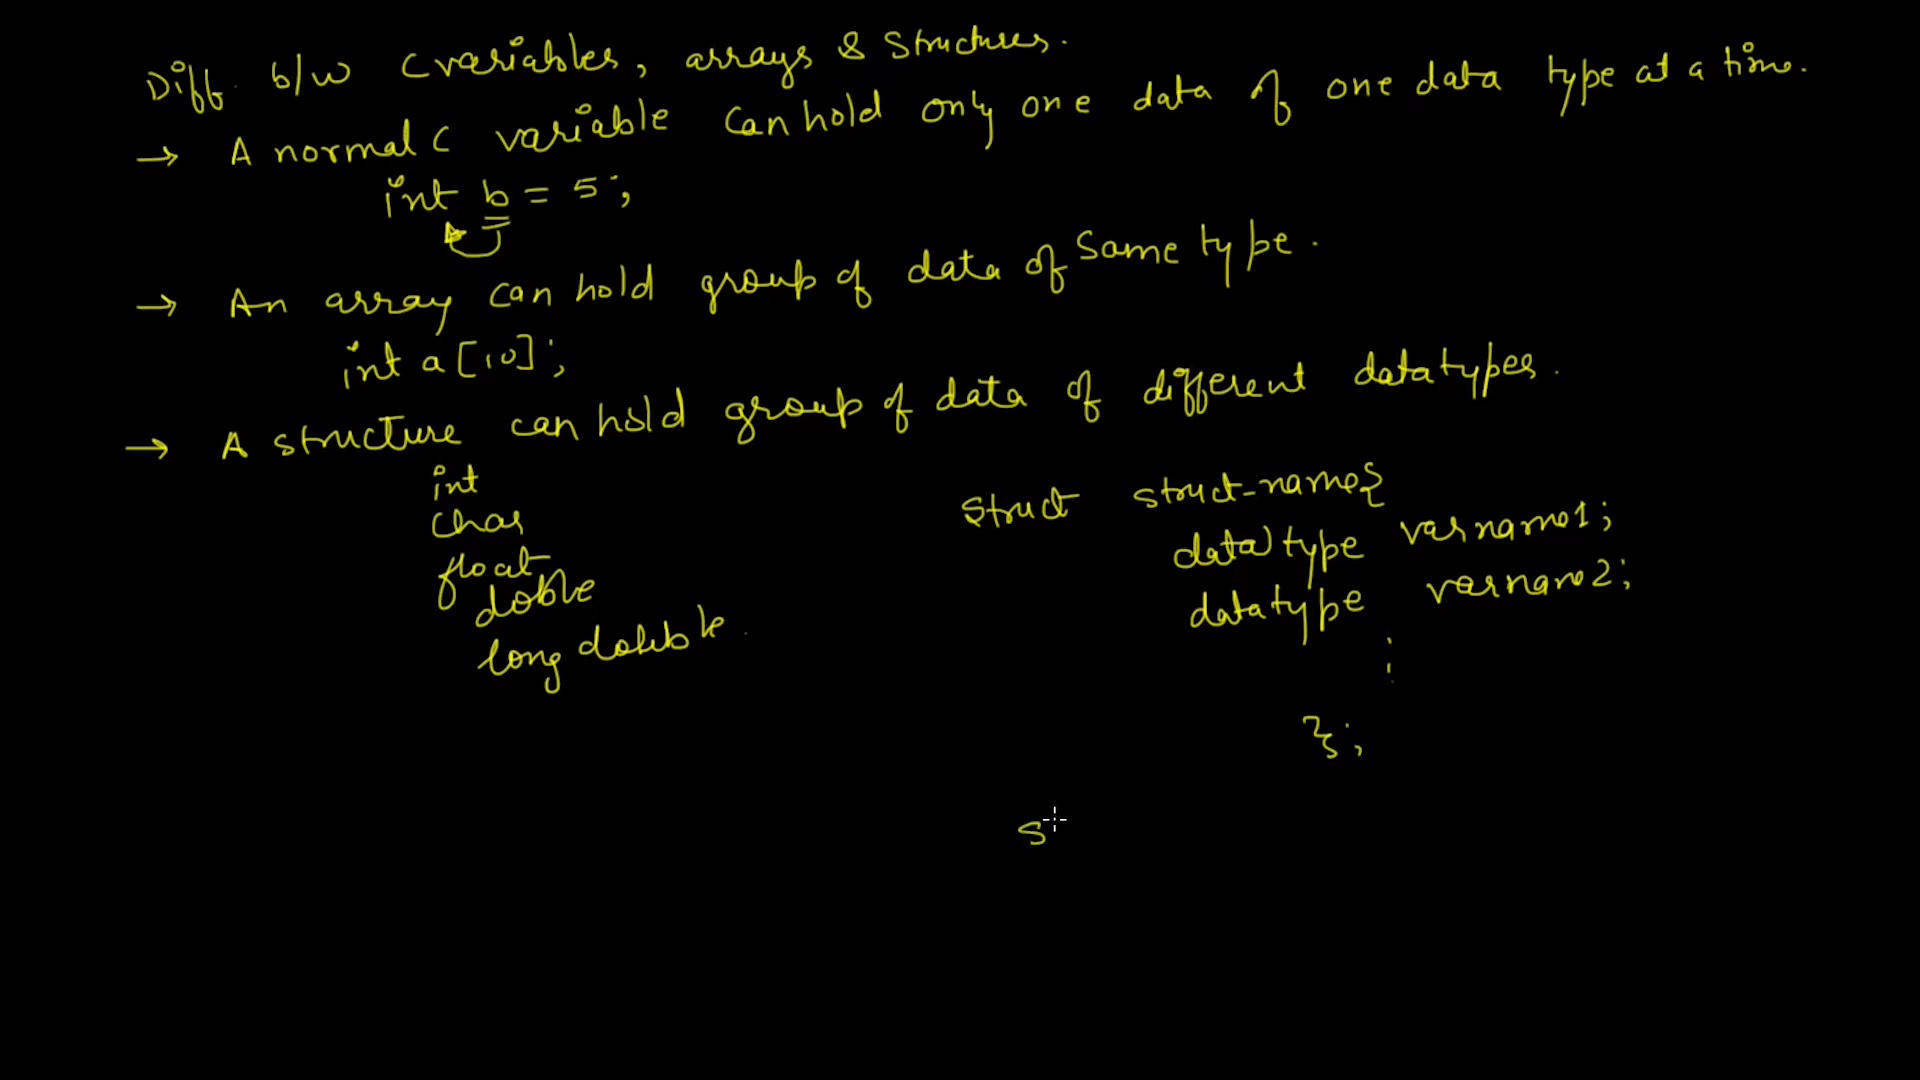 Diff. b/w C variables, arrays & structures.
→ A normal C variable can hold only one data of one data type at a time.
int b = 5;
→ An array can hold group of data of same type.
int a[10];
→ A structure can hold group of data of different datatypes.
int
char
float
doble
long double.
struct struct-name{
datatype varname1;
datatype varname2;
⋮
};
S